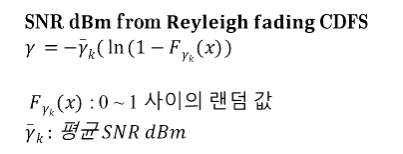 SNR dBm from Reyleigh fading CDFS
γ = −γ̄ₖ(ln (1 − F_γₖ(x))
F_γₖ(x) : 0 ~ 1 사이의 랜덤 값
γ̄ₖ: 평균 SNR dBm